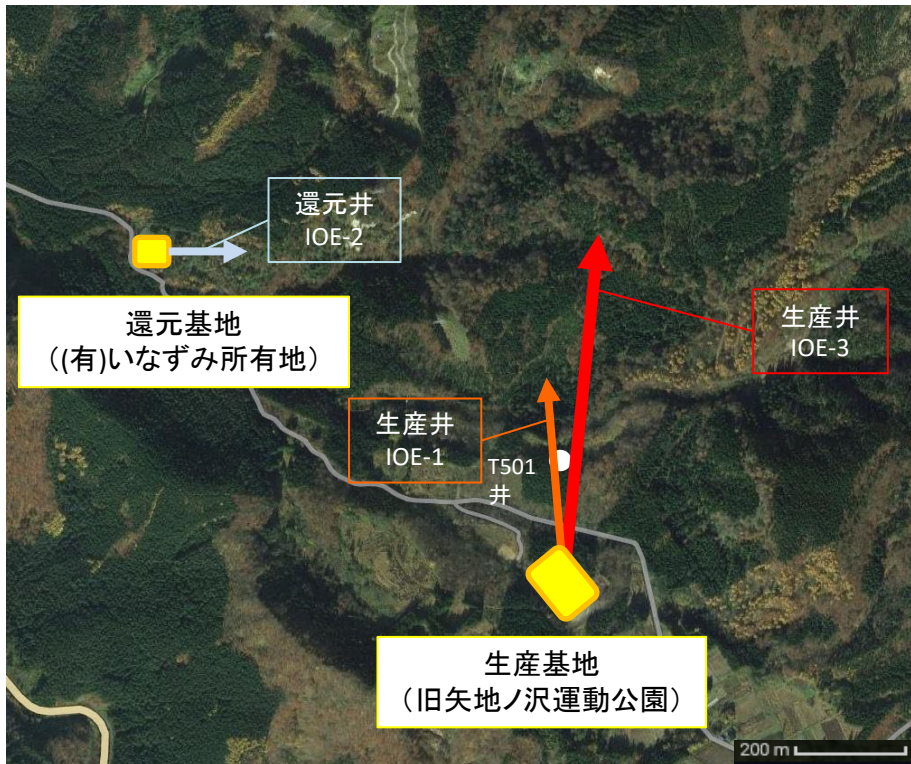 還元井
IOE-2
還元基地
（(有)いなずみ所有地）
生産井
IOE-3
生産井
IOE-1
T501
井
生産基地
（旧矢地ノ沢運動公園）
200 m